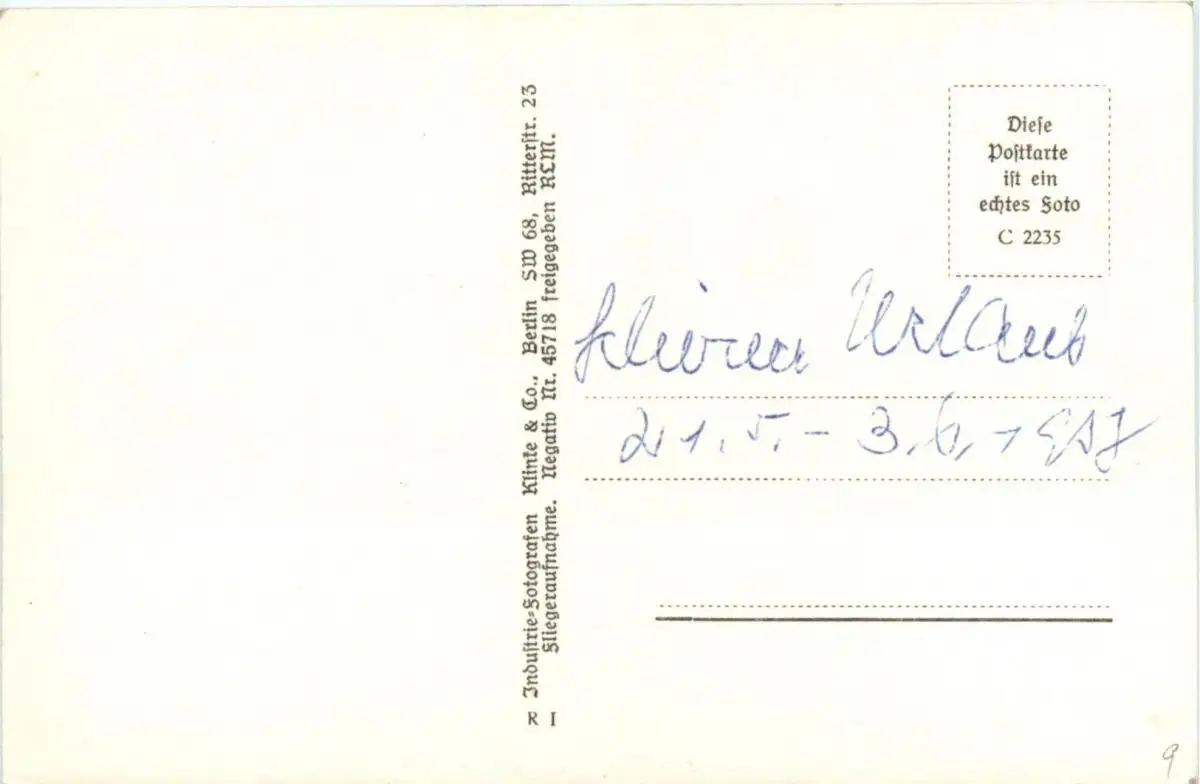 Industrie-Fotografen Klinke & Co., Berlin SW 68, Ritterstr. 23
Fliegeraufnahme. Negativ Nr. 45718 freigegeben RLM.
R I
Diese
Postkarte
ist ein
echtes Foto
C 2235
Urlaub
21.5. - 3.6.
9